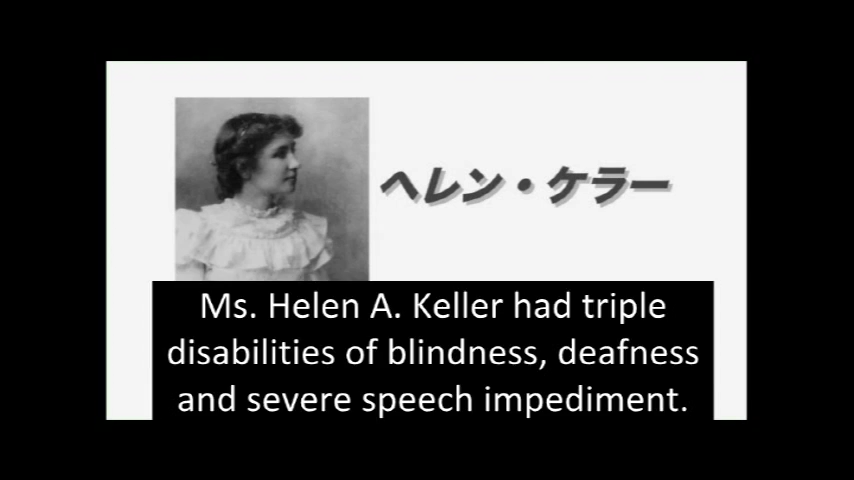 ヘレン・ケラー
Ms. Helen A. Keller had triple
disabilities of blindness, deafness
and severe speech impediment.